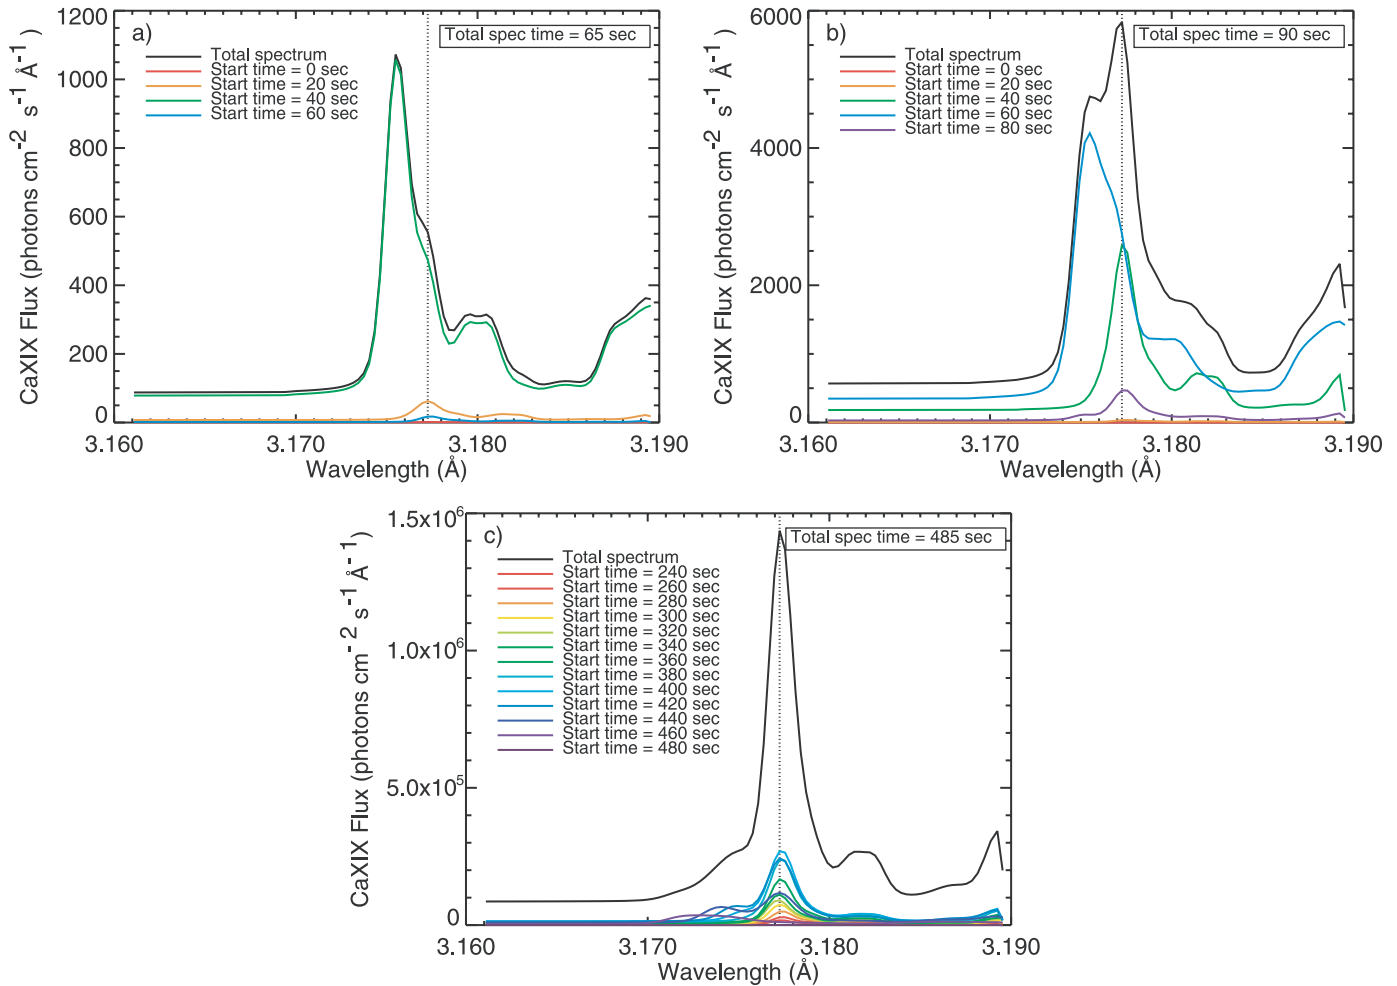 a)
Total spec time = 65 sec
Total spectrum
Start time = 0 sec
Start time = 20 sec
Start time = 40 sec
Start time = 60 sec
1200
1000
800
600
400
200
0
3.160
3.170
3.180
3.190
Wavelength (Å)
CaXIX Flux (photons cm⁻² s⁻¹ Å⁻¹)
b)
Total spec time = 90 sec
Total spectrum
Start time = 0 sec
Start time = 20 sec
Start time = 40 sec
Start time = 60 sec
Start time = 80 sec
6000
4000
2000
0
3.160
3.170
3.180
3.190
Wavelength (Å)
CaXIX Flux (photons cm⁻² s⁻¹ Å⁻¹)
c)
Total spec time = 485 sec
Total spectrum
Start time = 240 sec
Start time = 260 sec
Start time = 280 sec
Start time = 300 sec
Start time = 320 sec
Start time = 340 sec
Start time = 360 sec
Start time = 380 sec
Start time = 400 sec
Start time = 420 sec
Start time = 440 sec
Start time = 460 sec
Start time = 480 sec
1.5x10⁶
1.0x10⁶
5.0x10⁵
0
3.160
3.170
3.180
3.190
Wavelength (Å)
CaXIX Flux (photons cm⁻² s⁻¹ Å⁻¹)